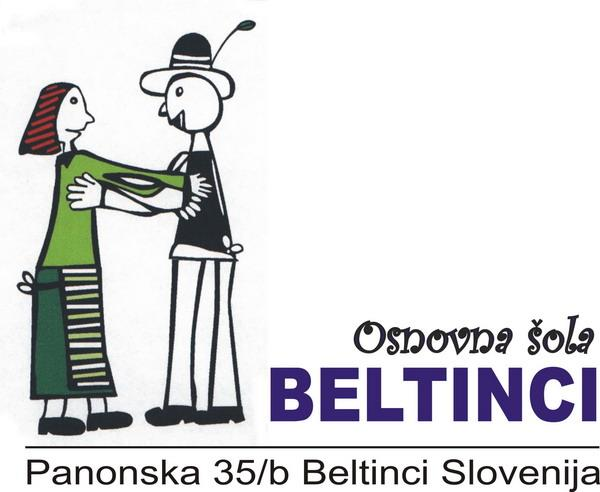 Osnovna šola
BELTINCI
Panonska 35/b Beltinci Slovenija